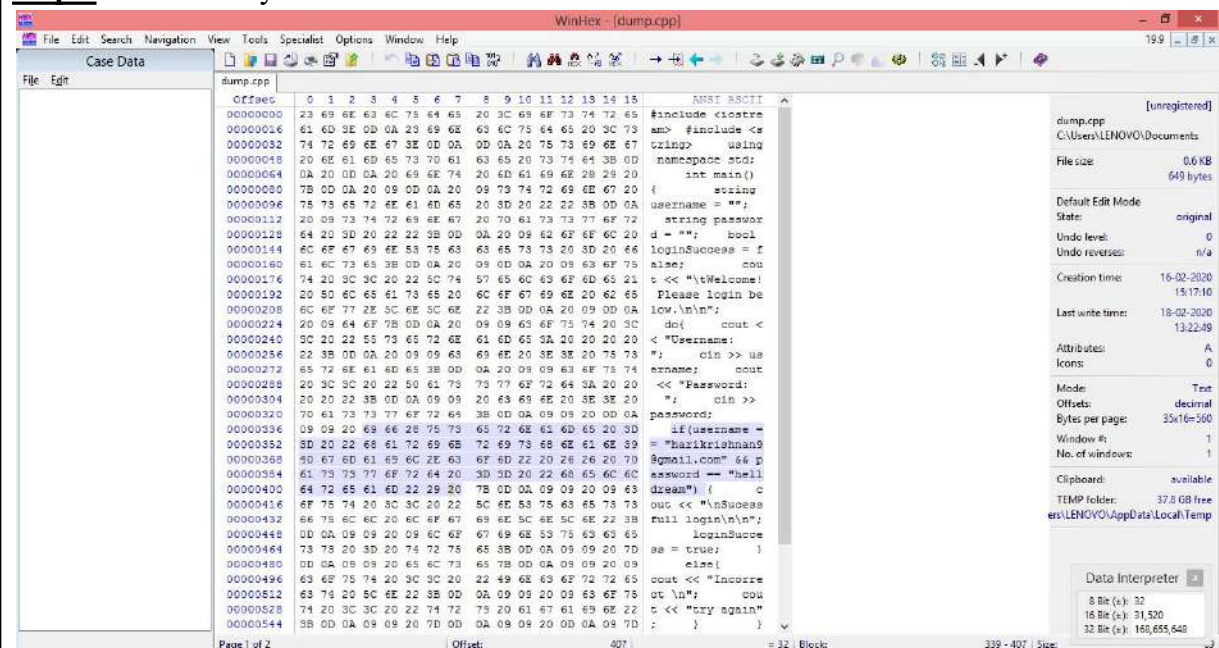 WinHex - [dump.cpp]
File Edit Search Navigation View Tools Specialist Options Window Help
19.9
Case Data
File Edit
dump.cpp
Offset 0 1 2 3 4 5 6 7 8 9 10 11 12 13 14 15 ANSI ASCII
00000000 23 69 6E 63 6C 75 64 65 20 3C 69 6F 73 74 72 65 #include <iostre
00000016 61 6D 3E 0D 0A 23 69 6E 63 6C 75 64 65 20 3C 73 am> #include <s
00000032 74 72 69 6E 67 3E 0D 0A 0D 0A 20 75 73 69 6E 67 tring> using
00000048 20 6E 61 6D 65 73 70 61 63 65 20 73 74 64 3B 0D namespace std;
00000064 0A 20 0D 0A 20 69 6E 74 20 6D 61 69 6E 28 29 20 int main()
00000080 7B 0D 0A 20 09 0D 0A 20 09 73 74 72 69 6E 67 20 { string
00000096 75 73 65 72 6E 61 6D 65 20 3D 20 22 22 3B 0D 0A username = "";
00000112 20 09 73 74 72 69 6E 67 20 70 61 73 73 77 6F 72 string passwor
00000128 64 20 3D 20 22 22 3B 0D 0A 20 09 62 6F 6F 6C 20 d = ""; bool
00000144 6C 6F 67 69 6E 53 75 63 63 65 73 73 20 3D 20 66 loginSuccess = f
00000160 61 6C 73 65 3B 0D 0A 20 09 0D 0A 20 09 63 6F 75 alse; cou
00000176 74 20 3C 3C 20 22 5C 74 57 65 6C 63 6F 6D 65 21 t << "\tWelcome!
00000192 20 50 6C 65 61 73 65 20 6C 6F 67 69 6E 20 62 65 Please login be
00000208 6C 6F 77 2E 5C 6E 5C 6E 22 3B 0D 0A 20 09 0D 0A low.\n\n";
00000224 20 09 64 6F 7B 0D 0A 20 09 09 63 6F 75 74 20 3C do{ cout <
00000240 3C 20 22 55 73 65 72 6E 61 6D 65 3A 20 20 20 20 < "Username:
00000256 22 3B 0D 0A 20 09 09 63 69 6E 20 3E 3E 20 75 73 "; cin >> us
00000272 65 72 6E 61 6D 65 3B 0D 0A 20 09 09 63 6F 75 74 ername; cout
00000288 20 3C 3C 20 22 50 61 73 73 77 6F 72 64 3A 20 20 << "Password:
00000304 20 20 22 3B 0D 0A 09 09 20 63 69 6E 20 3E 3E 20 "; cin >>
00000320 70 61 73 73 77 6F 72 64 3B 0D 0A 09 09 20 0D 0A password;
00000336 09 09 20 69 66 28 75 73 65 72 6E 61 6D 65 20 3D if(username =
00000352 3D 20 22 68 61 72 69 6B 72 69 73 68 6E 61 6E 39 = "harikrishnan9
00000368 40 67 6D 61 69 6C 2E 63 6F 6D 22 20 26 26 20 70 @gmail.com" && p
00000384 61 73 73 77 6F 72 64 20 3D 3D 20 22 68 65 6C 6C assword == "hell
00000400 64 72 65 61 6D 22 29 20 7B 0D 0A 09 09 20 09 63 dream") { c
00000416 6F 75 74 20 3C 3C 20 22 5C 6E 53 75 63 65 73 73 out << "\nSucess
00000432 66 75 6C 6C 20 6C 6F 67 69 6E 5C 6E 5C 6E 22 3B full login\n\n";
00000448 0D 0A 09 09 20 09 6C 6F 67 69 6E 53 75 63 63 65 loginSucce
00000464 73 73 20 3D 20 74 72 75 65 3B 0D 0A 09 09 20 7D ss = true; }
00000480 0D 0A 09 09 20 65 6C 73 65 7B 0D 0A 09 09 20 09 else{
00000496 63 6F 75 74 20 3C 3C 20 22 49 6E 63 6F 72 72 65 cout << "Incorre
00000512 63 74 20 5C 6E 22 3B 0D 0A 09 09 20 09 63 6F 75 ct \n"; cou
00000528 74 20 3C 3C 20 22 74 72 79 20 61 67 61 69 6E 22 t << "try again"
00000544 3B 0D 0A 09 09 20 7D 0D 0A 09 09 20 0D 0A 09 7D ; } }
Page 1 of 2 Offset: 407 = 32 Block: 339 - 407 Size:
[unregistered]
dump.cpp
C:\Users\LENOVO\Documents
File size: 0.6 KB
649 bytes
Default Edit Mode
State: original
Undo level: 0
Undo reverses: n/a
Creation time: 16-02-2020
15:17:10
Last write time: 18-02-2020
13:22:49
Attributes: A
Icons: 0
Mode: Text
Offsets: decimal
Bytes per page: 35x16=560
Window #: 1
No. of windows: 1
Clipboard: available
TEMP folder: 37.8 GB free
ers\LENOVO\AppData\Local\Temp
Data Interpreter
8 Bit (±): 32
16 Bit (±): 31,520
32 Bit (±): 168,655,648